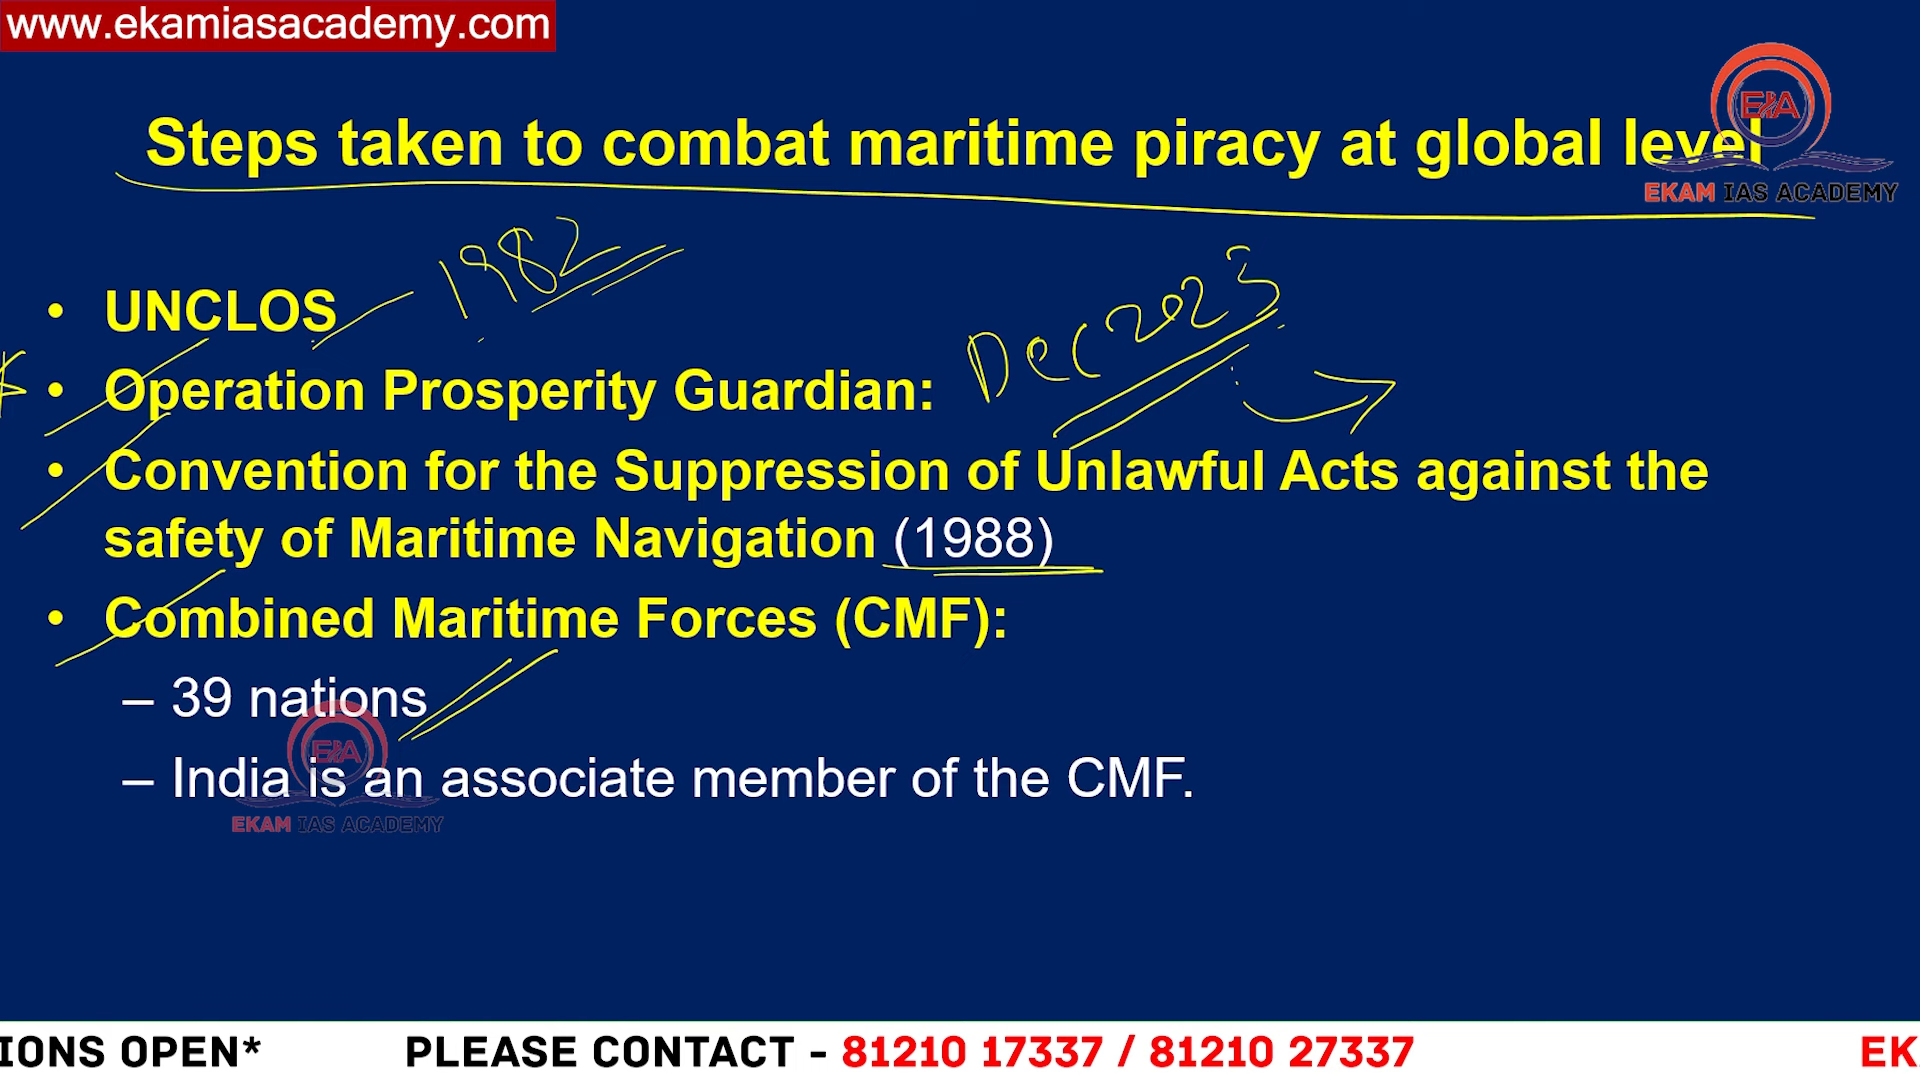 www.ekamiasacademy.com
EIA
Steps taken to combat maritime piracy at global level
EKAM IAS ACADEMY
1982
• UNCLOS
Dec 2023
• Operation Prosperity Guardian:
• Convention for the Suppression of Unlawful Acts against the
safety of Maritime Navigation (1988)
• Combined Maritime Forces (CMF):
– 39 nations
EIA
– India is an associate member of the CMF.
EKAM IAS ACADEMY
IONS OPEN* PLEASE CONTACT - 81210 17337 / 81210 27337 EK